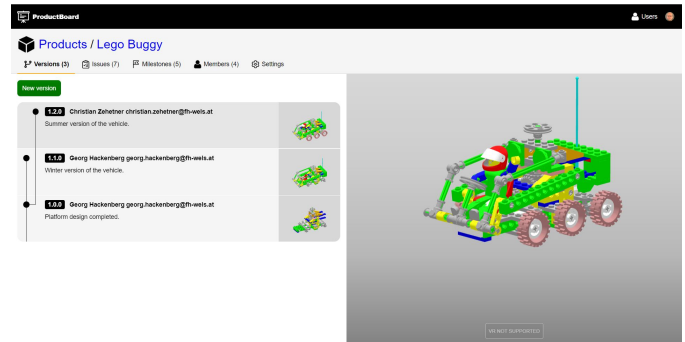 ProductBoard
Users
Products / Lego Buggy
Versions (3)
Issues (7)
Milestones (5)
Members (4)
Settings
New version
1.2.0 Christian Zehetner christian.zehetner@fh-wels.at
Summer version of the vehicle.
1.1.0 Georg Hackenberg georg.hackenberg@fh-wels.at
Winter version of the vehicle.
1.0.0 Georg Hackenberg georg.hackenberg@fh-wels.at
Platform design completed.
VR NOT SUPPORTED